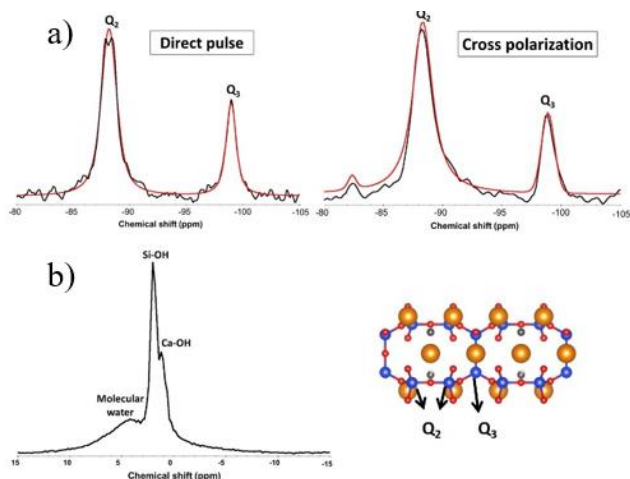 a)
Q2
Direct pulse
Q3
-80 -85 -90 -95 -100 -105
Chemical shift (ppm)
Q2
Cross polarization
Q3
-80 -85 -90 -95 -100 -105
Chemical shift (ppm)
b)
Si-OH
Ca-OH
Molecular
water
15 10 5 0 -5 -10 -15
Chemical shift (ppm)
Q2 Q3